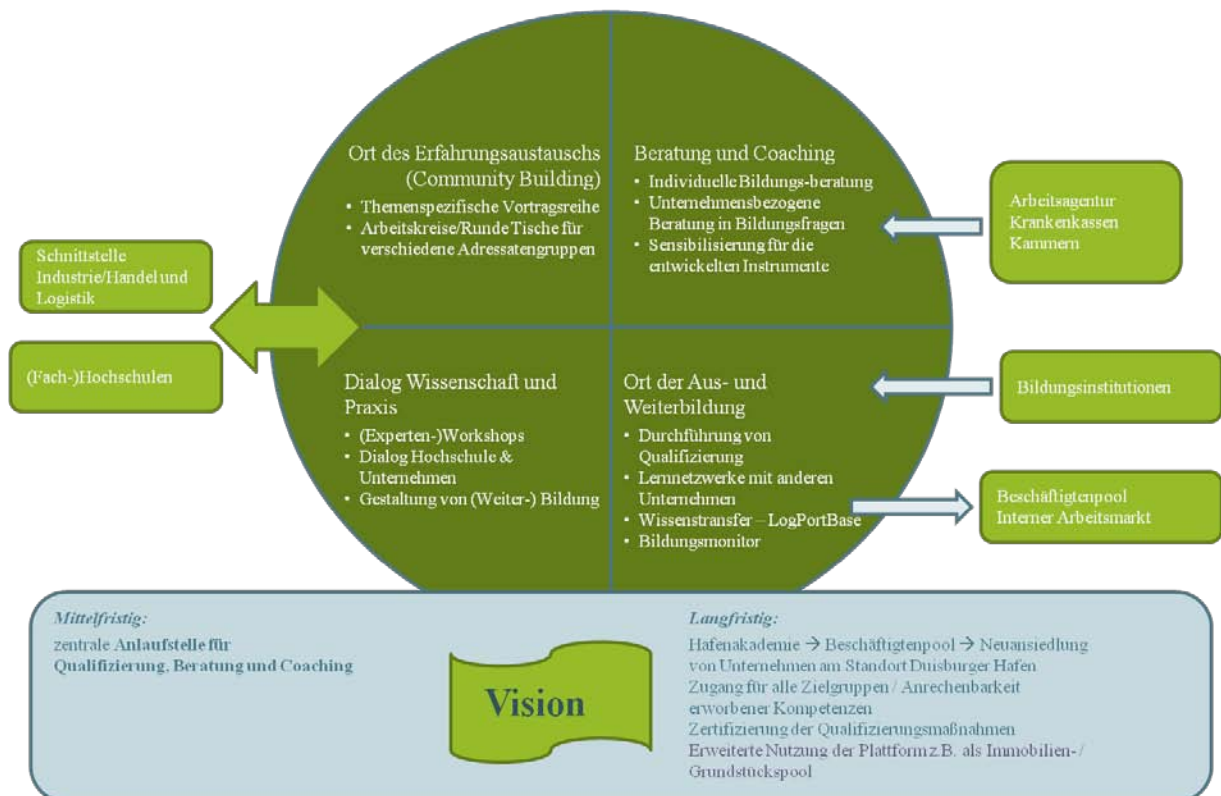 Ort des Erfahrungsaustauschs
(Community Building)
• Themenspezifische Vortragsreihe
• Arbeitskreise/Runde Tische für
verschiedene Adressatengruppen
Beratung und Coaching
• Individuelle Bildungs-beratung
• Unternehmensbezogene
Beratung in Bildungsfragen
• Sensibilisierung für die
entwickelten Instrumente
Arbeitsagentur
Krankenkassen
Kammern
Schnittstelle
Industrie/Handel und
Logistik
(Fach-)Hochschulen
Dialog Wissenschaft und
Praxis
• (Experten-)Workshops
• Dialog Hochschule &
Unternehmen
• Gestaltung von (Weiter-) Bildung
Ort der Aus- und
Weiterbildung
• Durchführung von
Qualifizierung
• Lernnetzwerke mit anderen
Unternehmen
• Wissenstransfer – LogPortBase
• Bildungsmonitor
Bildungsinstitutionen
Beschäftigtenpool
Interner Arbeitsmarkt
Mittelfristig:
zentrale Anlaufstelle für
Qualifizierung, Beratung und Coaching
Vision
Langfristig:
Hafenakademie → Beschäftigtenpool → Neuansiedlung
von Unternehmen am Standort Duisburger Hafen
Zugang für alle Zielgruppen / Anrechenbarkeit
erworbener Kompetenzen
Zertifizierung der Qualifizierungsmaßnahmen
Erweiterte Nutzung der Plattform z.B. als Immobilien- /
Grundstückspool